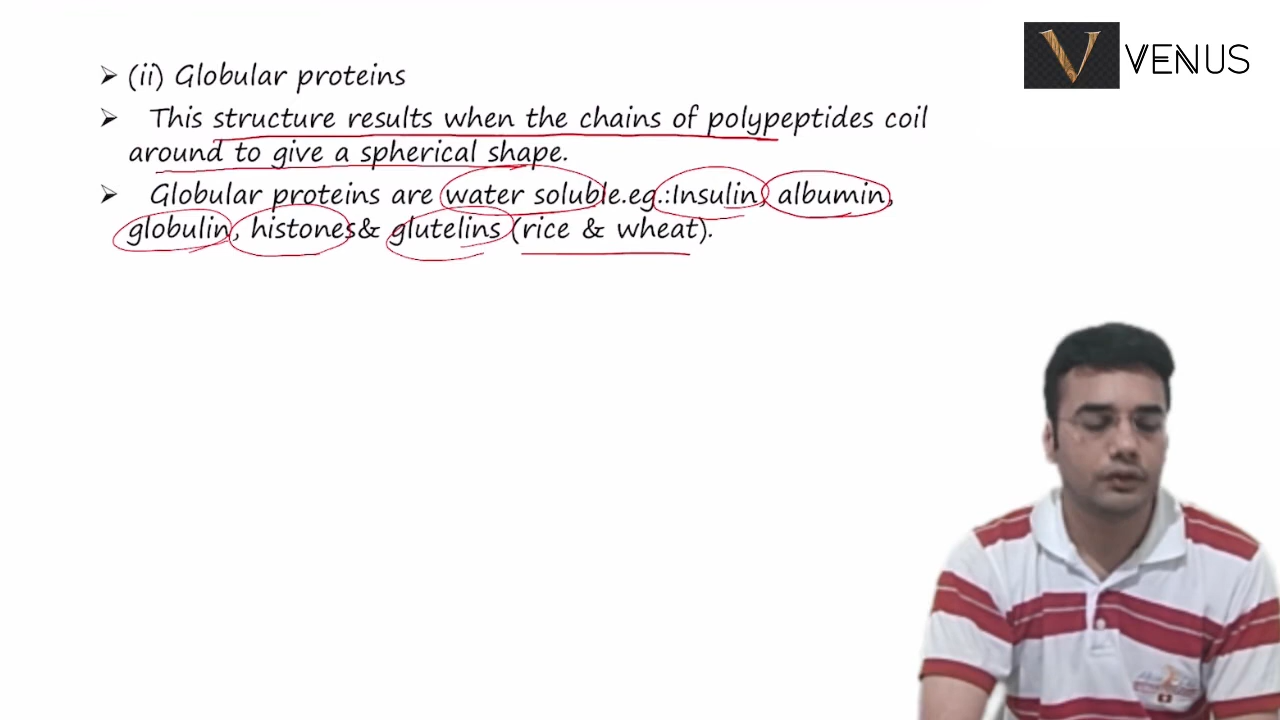 V VENUS
➢ (ii) Globular proteins
➢ This structure results when the chains of polypeptides coil
around to give a spherical shape.
➢ Globular proteins are water soluble.eg.:Insulin, albumin,
globulin, histones& glutelins (rice & wheat).